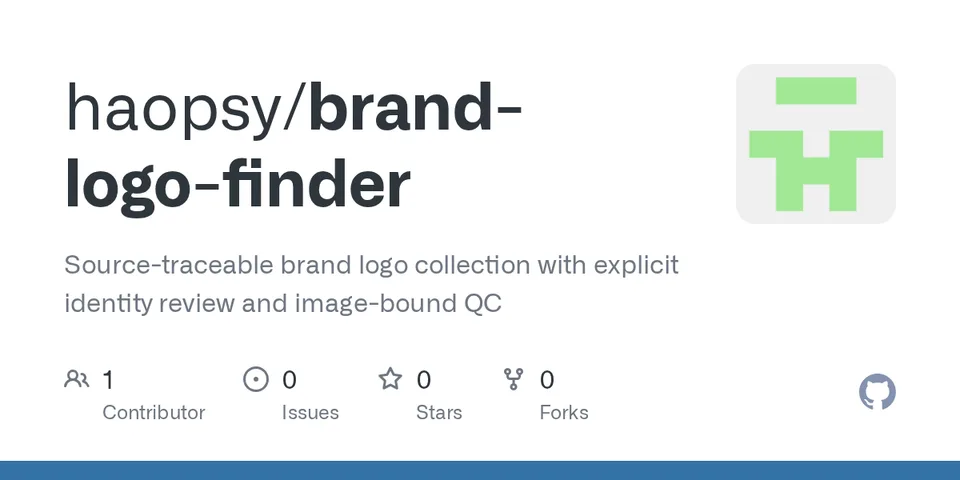 haopsy/brand-
logo-finder
Source-traceable brand logo collection with explicit
identity review and image-bound QC
1 0 0 0
Contributor Issues Stars Forks